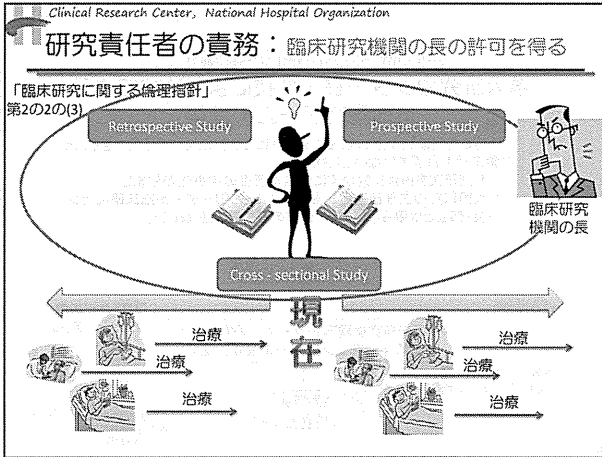 Clinical Research Center, National Hospital Organization
研究責任者の責務：臨床研究機関の長の許可を得る
「臨床研究に関する倫理指針」
第2の2の(3)
Retrospective Study
Prospective Study
臨床研究
機関の長
Cross - sectional Study
現
在
治療
治療
治療
治療
治療
治療